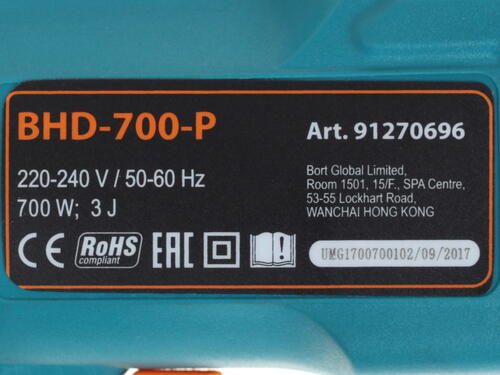 BHD-700-P
Art. 91270696
220-240 V / 50-60 Hz
700 W; 3 J
Bort Global Limited,
Room 1501, 15/F., SPA Centre,
53-55 Lockhart Road,
WANCHAI HONG KONG
CE RoHS compliant EAC
UMG1700700102/09/2017